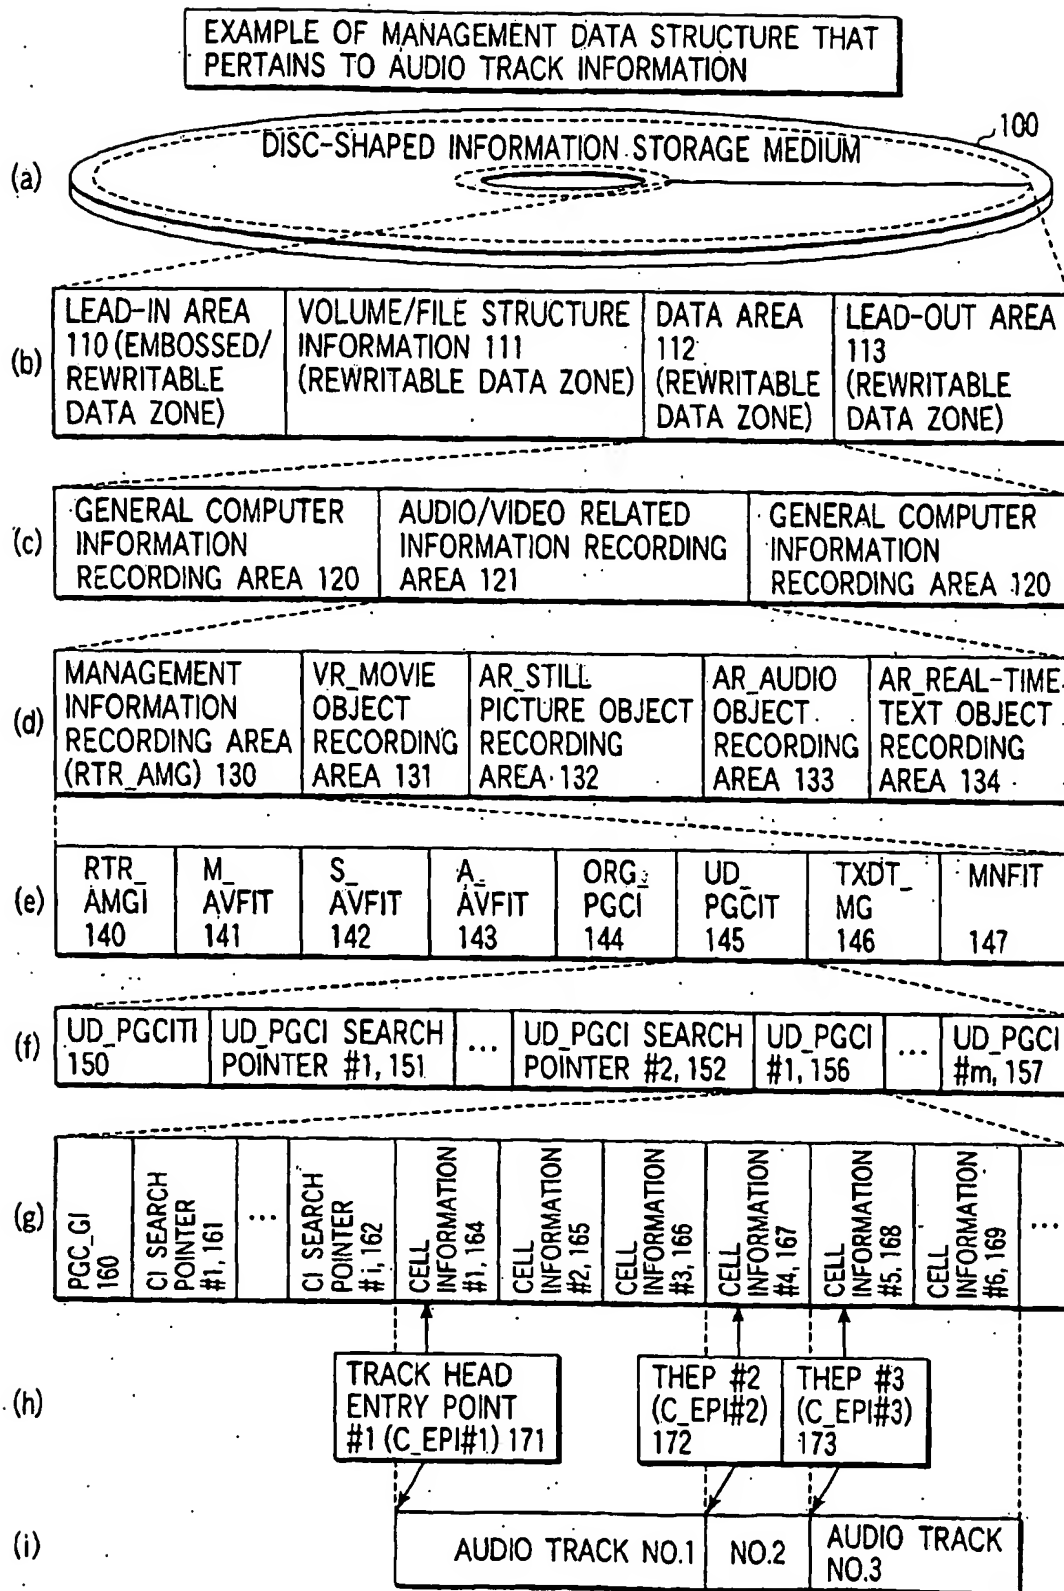 EXAMPLE OF MANAGEMENT DATA STRUCTURE THAT
PERTAINS TO AUDIO TRACK INFORMATION
100
(a)
DISC-SHAPED INFORMATION STORAGE MEDIUM
(b)
LEAD-IN AREA
110 (EMBOSSED/
REWRITABLE
DATA ZONE)
VOLUME/FILE STRUCTURE
INFORMATION 111
(REWRITABLE DATA ZONE)
DATA AREA
112
(REWRITABLE
DATA ZONE)
LEAD-OUT AREA
113
(REWRITABLE
DATA ZONE)
(c)
GENERAL COMPUTER
INFORMATION
RECORDING AREA 120
AUDIO/VIDEO RELATED
INFORMATION RECORDING
AREA 121
GENERAL COMPUTER
INFORMATION
RECORDING AREA 120
(d)
MANAGEMENT
INFORMATION
RECORDING AREA
(RTR_AMG) 130
VR_MOVIE
OBJECT
RECORDING
AREA 131
AR_STILL
PICTURE OBJECT
RECORDING
AREA 132
AR_AUDIO
OBJECT
RECORDING
AREA 133
AR_REAL-TIME
TEXT OBJECT
RECORDING
AREA 134
(e)
RTR_
AMGI
140
M_
AVFIT
141
S_
AVFIT
142
A_
AVFIT
143
ORG_
PGCI
144
UD_
PGCIT
145
TXDT_
MG
146
MNFIT
147
(f)
UD_PGCITI
150
UD_PGCI SEARCH
POINTER #1, 151
...
UD_PGCI SEARCH
POINTER #2, 152
UD_PGCI
#1, 156
...
UD_PGCI
#m, 157
(g)
PGC_GI
160
CI SEARCH
POINTER
#1, 161
...
CI SEARCH
POINTER
# i, 162
CELL
INFORMATION
#1, 164
CELL
INFORMATION
#2, 165
CELL
INFORMATION
#3, 166
CELL
INFORMATION
#4, 167
CELL
INFORMATION
#5, 168
CELL
INFORMATION
#6, 169
...
(h)
TRACK HEAD
ENTRY POINT
#1 (C_EPI#1) 171
THEP #2
(C_EPI#2)
172
THEP #3
(C_EPI#3)
173
(i)
AUDIO TRACK NO.1
NO.2
AUDIO TRACK
NO.3